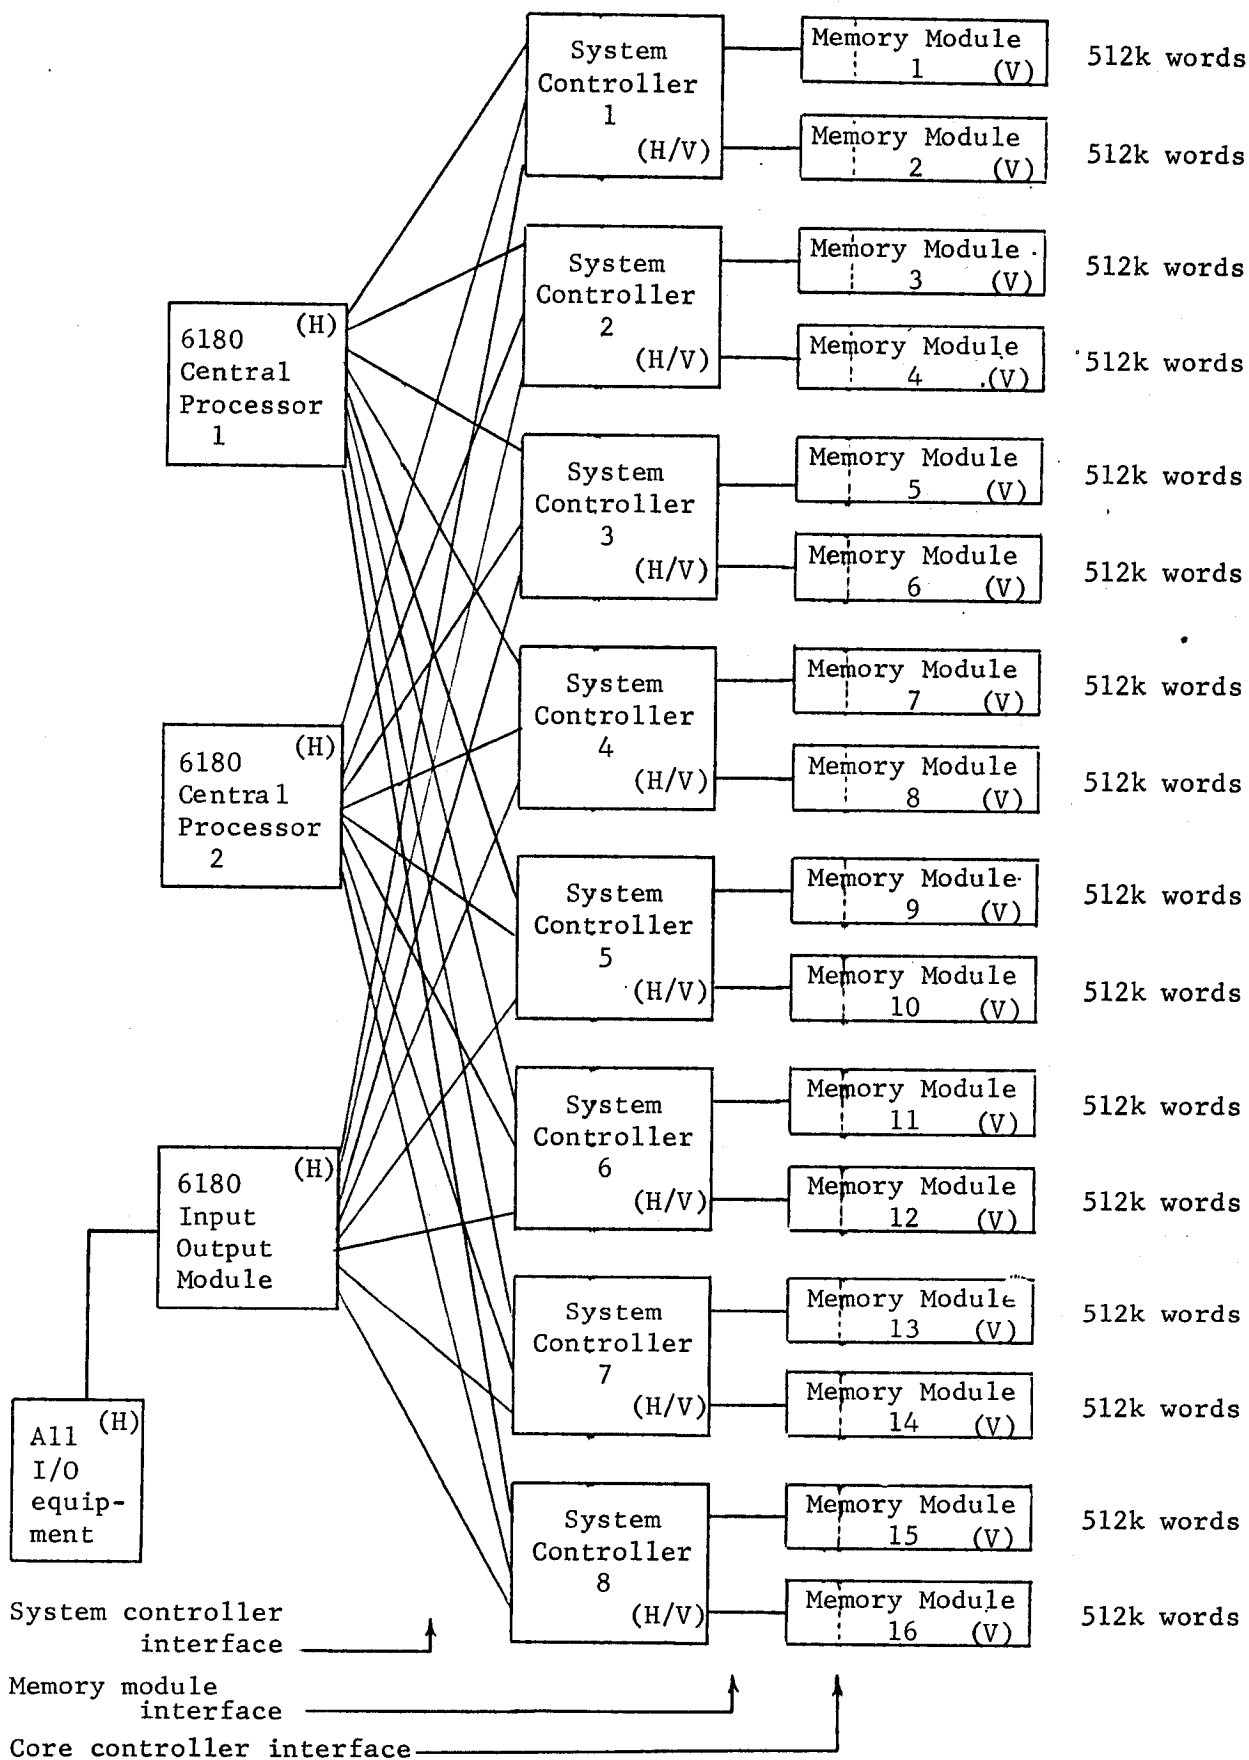 System
Controller
1
(H/V)
Memory Module
1 (V)
512k words
Memory Module
2 (V)
512k words
System
Controller
2
(H/V)
Memory Module
3 (V)
512k words
Memory Module
4 (V)
512k words
(H)
6180
Central
Processor
1
System
Controller
3
(H/V)
Memory Module
5 (V)
512k words
Memory Module
6 (V)
512k words
System
Controller
4
(H/V)
Memory Module
7 (V)
512k words
Memory Module
8 (V)
512k words
(H)
6180
Central
Processor
2
System
Controller
5
(H/V)
Memory Module
9 (V)
512k words
Memory Module
10 (V)
512k words
System
Controller
6
(H/V)
Memory Module
11 (V)
512k words
Memory Module
12 (V)
512k words
(H)
6180
Input
Output
Module
System
Controller
7
(H/V)
Memory Module
13 (V)
512k words
Memory Module
14 (V)
512k words
(H)
All
I/O
equip-
ment
System
Controller
8
(H/V)
Memory Module
15 (V)
512k words
Memory Module
16 (V)
512k words
System controller
interface
Memory module
interface
Core controller interface